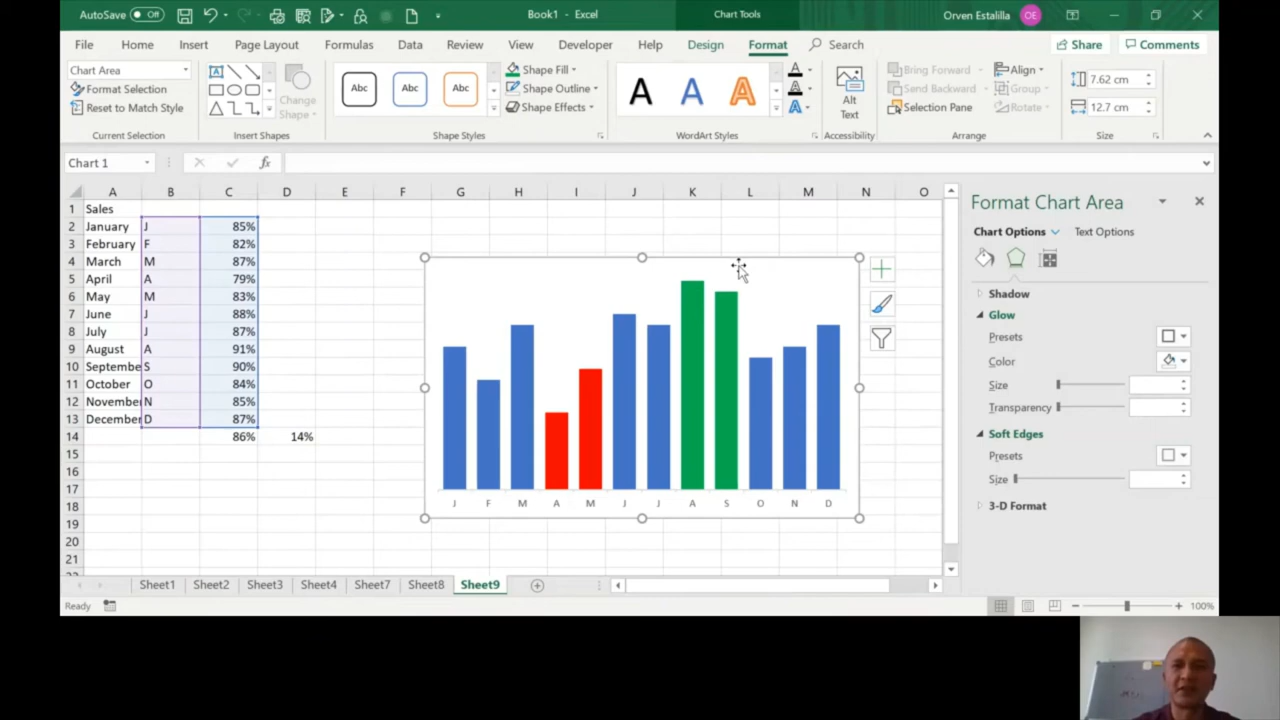 AutoSave Off Book1 - Excel Chart Tools Orven Estalilla OE
File Home Insert Page Layout Formulas Data Review View Developer Help Design Format Search Share Comments
Chart Area
Format Selection
Reset to Match Style
Current Selection
Change
Shape
Insert Shapes
Abc Abc Abc
Shape Fill
Shape Outline
Shape Effects
Shape Styles
A A A
WordArt Styles
Alt
Text
Accessibility
Bring Forward
Send Backward
Selection Pane
Align
Group
Rotate
Arrange
7.62 cm
12.7 cm
Size
Chart 1 fx
A B C D E F G H I J K L M N O
1 Sales
2 January J 85%
3 February F 82%
4 March M 87%
5 April A 79%
6 May M 83%
7 June J 88%
8 July J 87%
9 August A 91%
10 Septembe S 90%
11 October O 84%
12 November N 85%
13 December D 87%
14 86% 14%
15
16
17
18
19
20
21
J F M A M J J A S O N D
Format Chart Area
Chart Options Text Options
Shadow
Glow
Presets
Color
Size
Transparency
Soft Edges
Presets
Size
3-D Format
Sheet1 Sheet2 Sheet3 Sheet4 Sheet7 Sheet8 Sheet9
Ready 100%